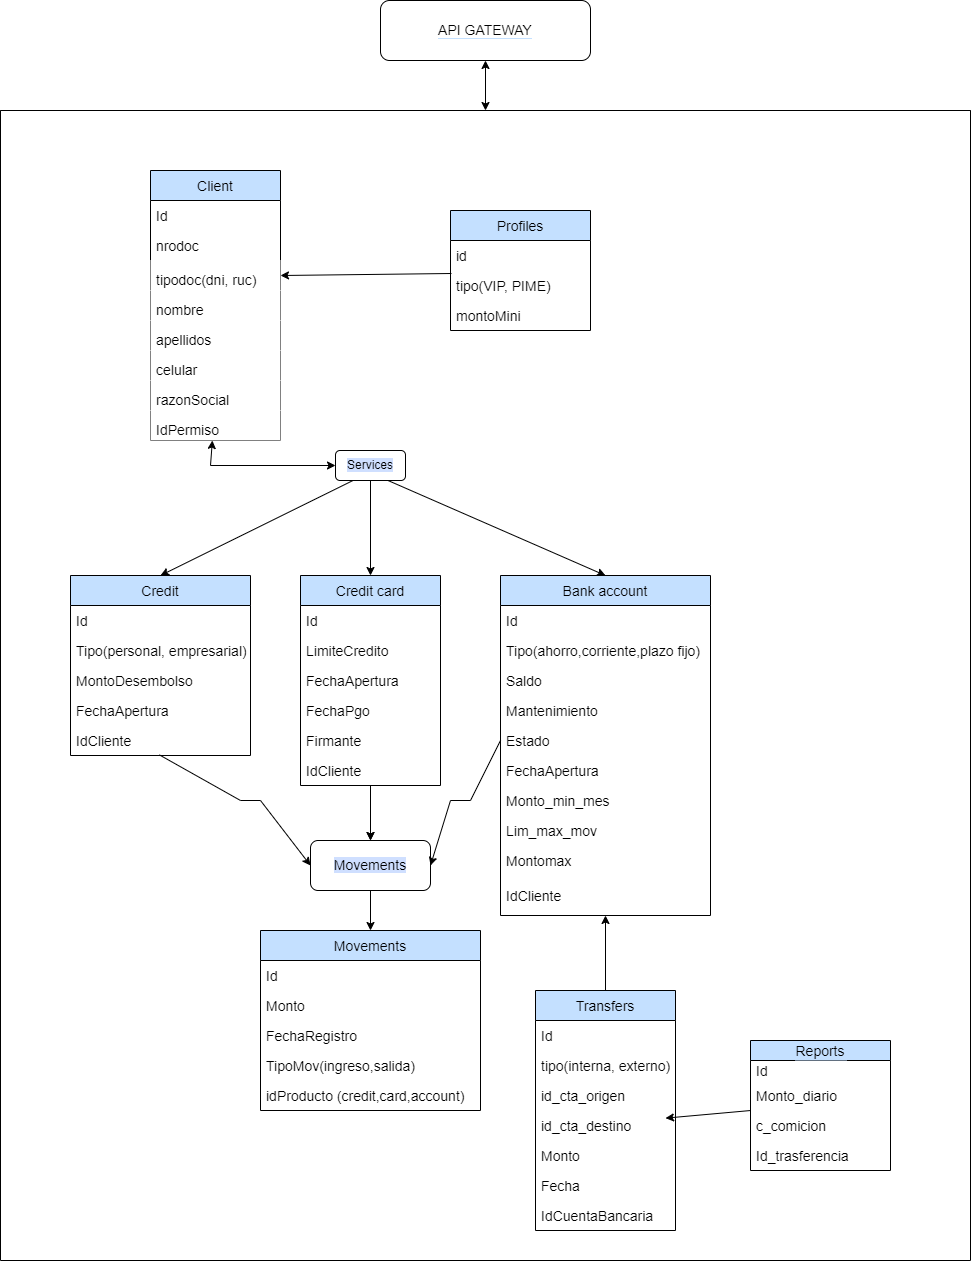 API GATEWAY
Client
Id
nrodoc
tipodoc(dni, ruc)
nombre
apellidos
celular
razonSocial
IdPermiso
Profiles
id
tipo(VIP, PIME)
montoMini
Services
Credit
Id
Tipo(personal, empresarial)
MontoDesembolso
FechaApertura
IdCliente
Credit card
Id
LimiteCredito
FechaApertura
FechaPgo
Firmante
IdCliente
Bank account
Id
Tipo(ahorro,corriente,plazo fijo)
Saldo
Mantenimiento
Estado
FechaApertura
Monto_min_mes
Lim_max_mov
Montomax
IdCliente
Movements
Movements
Id
Monto
FechaRegistro
TipoMov(ingreso,salida)
idProducto (credit,card,account)
Transfers
Id
tipo(interna, externo)
id_cta_origen
id_cta_destino
Monto
Fecha
IdCuentaBancaria
Reports
Id
Monto_diario
c_comicion
Id_trasferencia